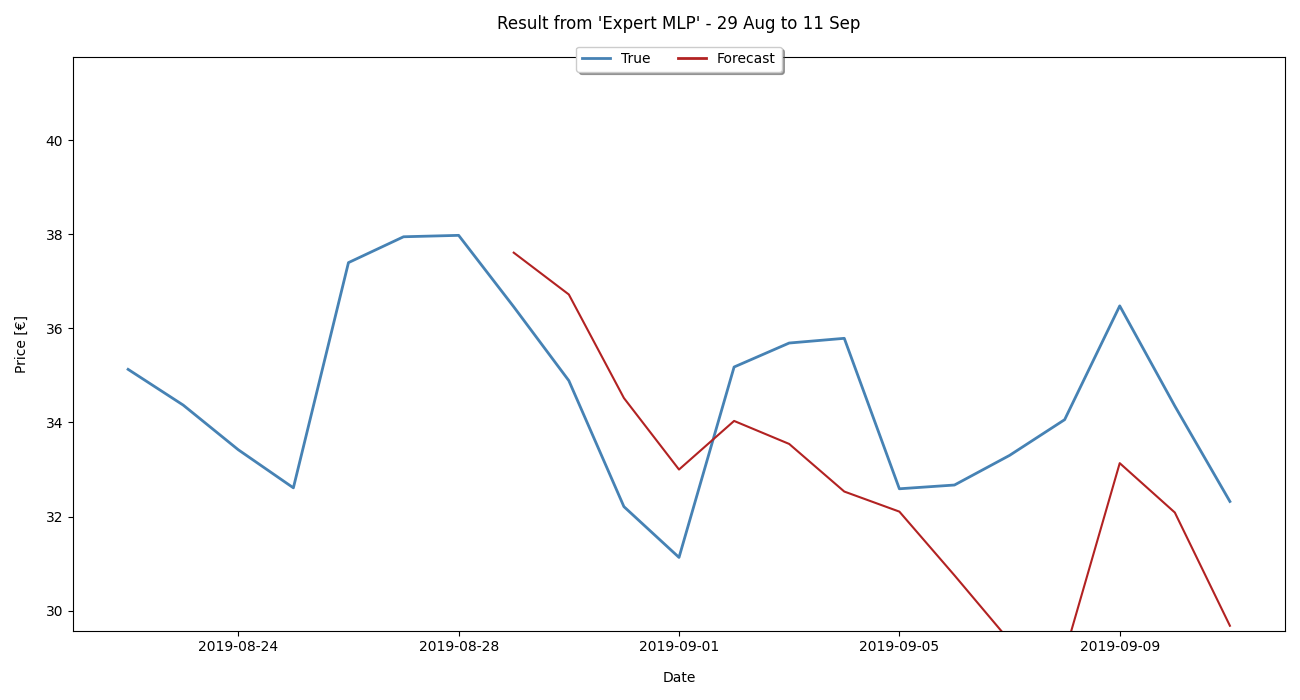 Result from 'Expert MLP' - 29 Aug to 11 Sep
True Forecast
40
38
36
34
32
30
Price [€]
2019-08-24 2019-08-28 2019-09-01 2019-09-05 2019-09-09
Date